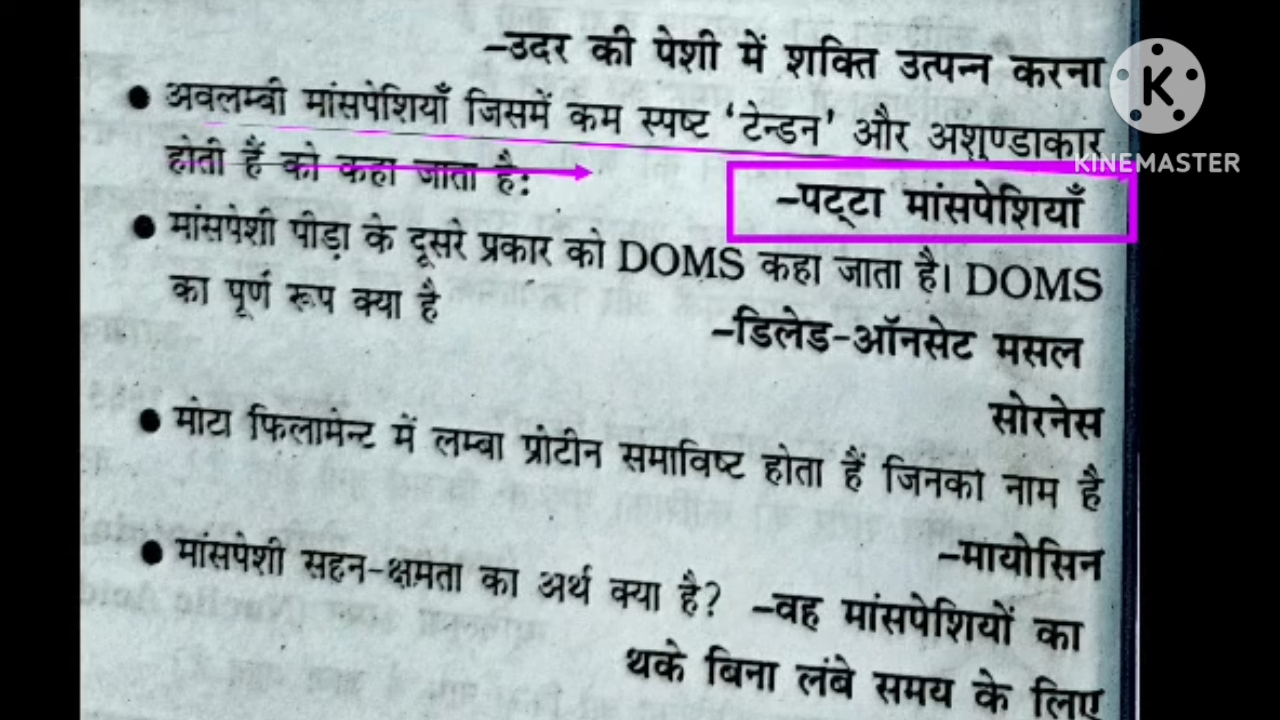 -उदर की पेशी में शक्ति उत्पन्न करना
• अवलम्बी मांसपेशियाँ जिसमें कम स्पष्ट 'टेन्डन' और अशुण्डाकार
होती हैं को कहा जाता है:
-पट्टा मांसपेशियाँ
• मांसपेशी पीड़ा के दूसरे प्रकार को DOMS कहा जाता है। DOMS
का पूर्ण रूप क्या है
-डिलेड-ऑनसेट मसल
सोरनेस
• मोटा फिलामेन्ट में लम्बा प्रोटीन समाविष्ट होता हैं जिनका नाम है
-मायोसिन
• मांसपेशी सहन-क्षमता का अर्थ क्या है? -वह मांसपेशियों का
थके बिना लंबे समय के लिए
K
KINEMASTER